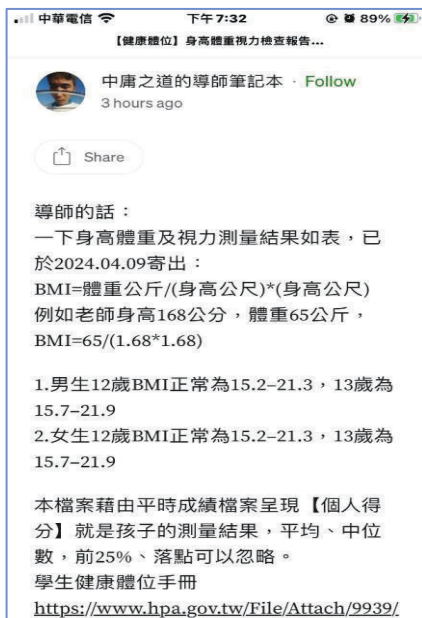 中華電信 下午7:32 89%
【健康體位】身高體重視力檢查報告...
中庸之道的導師筆記本 · Follow
3 hours ago
Share
導師的話：
一下身高體重及視力測量結果如表，已
於2024.04.09寄出：
BMI=體重公斤/(身高公尺)*(身高公尺)
例如老師身高168公分，體重65公斤，
BMI=65/(1.68*1.68)
1.男生12歲BMI正常為15.2–21.3，13歲為
15.7–21.9
2.女生12歲BMI正常為15.2–21.3，13歲為
15.7–21.9
本檔案藉由平時成績檔案呈現【個人得
分】就是孩子的測量結果，平均、中位
數，前25%、落點可以忽略。
學生健康體位手冊
https://www.hpa.gov.tw/File/Attach/9939/